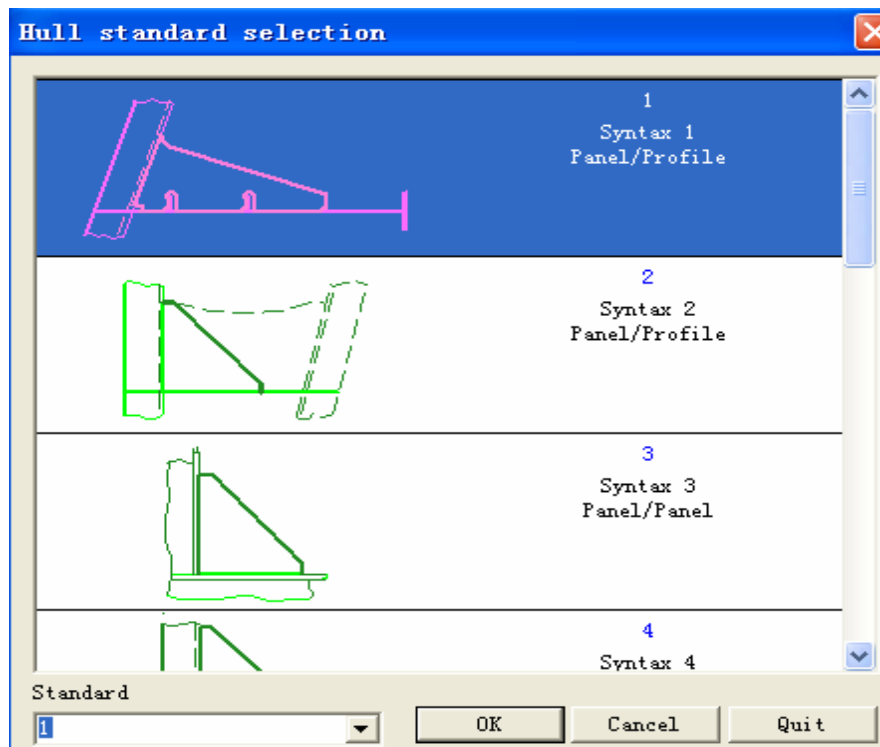 Hull standard selection
1
Syntax 1
Panel/Profile
2
Syntax 2
Panel/Profile
3
Syntax 3
Panel/Panel
4
Syntax 4
Standard
1
OK
Cancel
Quit